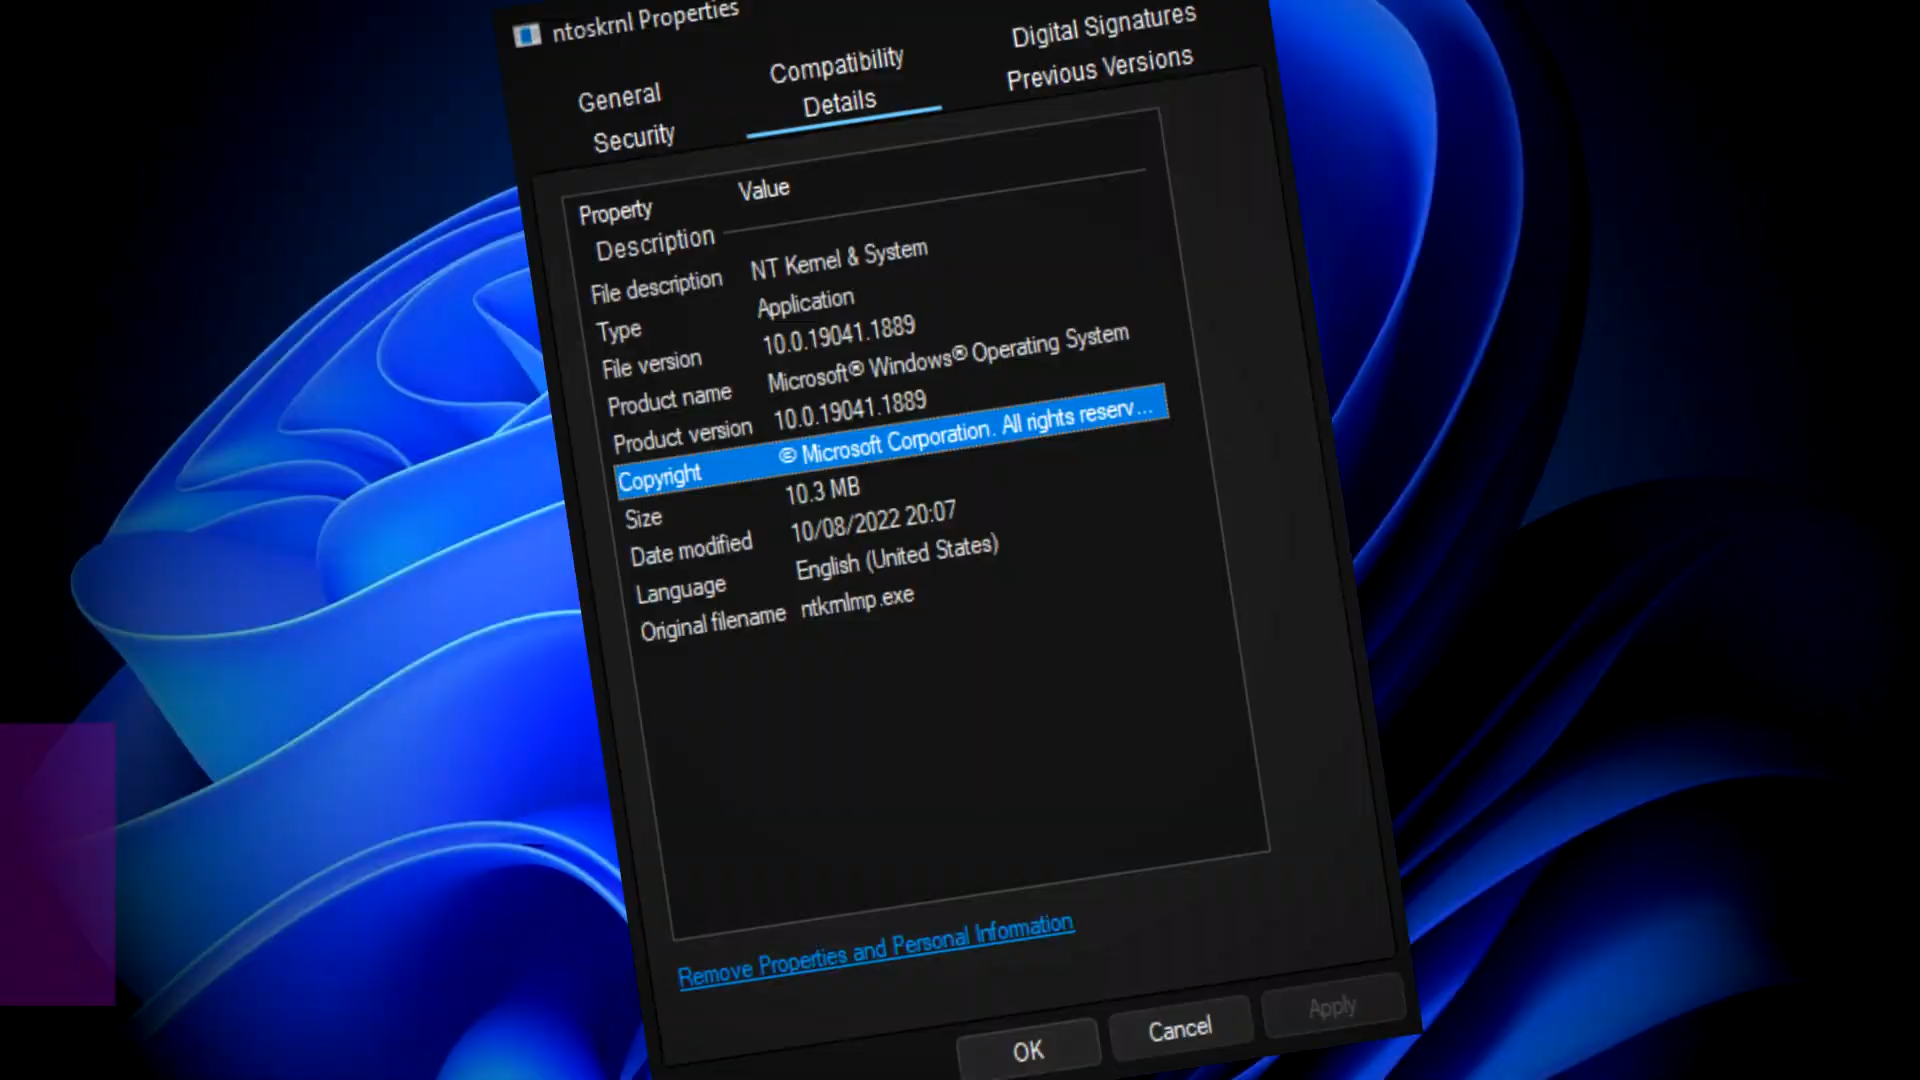 ntoskrnl Properties
General
Compatibility
Digital Signatures
Security
Details
Previous Versions
Property Value
Description
File description NT Kernel & System
Type Application
File version 10.0.19041.1889
Product name Microsoft® Windows® Operating System
Product version 10.0.19041.1889
Copyright © Microsoft Corporation. All rights reserv...
Size 10.3 MB
Date modified 10/08/2022 20:07
Language English (United States)
Original filename ntkrnlmp.exe
Remove Properties and Personal Information
OK Cancel Apply